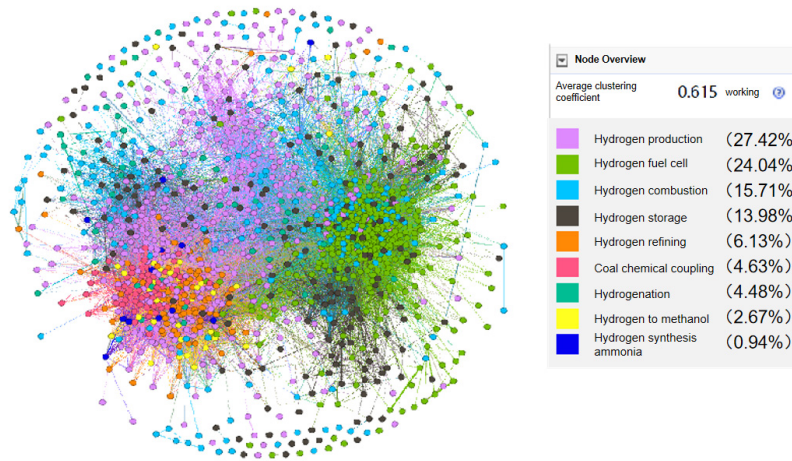 Node Overview
Average clustering
coefficient
0.615 working
Hydrogen production (27.42%
Hydrogen fuel cell (24.04%
Hydrogen combustion (15.71%
Hydrogen storage (13.98%
Hydrogen refining (6.13%)
Coal chemical coupling (4.63%)
Hydrogenation (4.48%)
Hydrogen to methanol (2.67%)
Hydrogen synthesis
ammonia (0.94%)